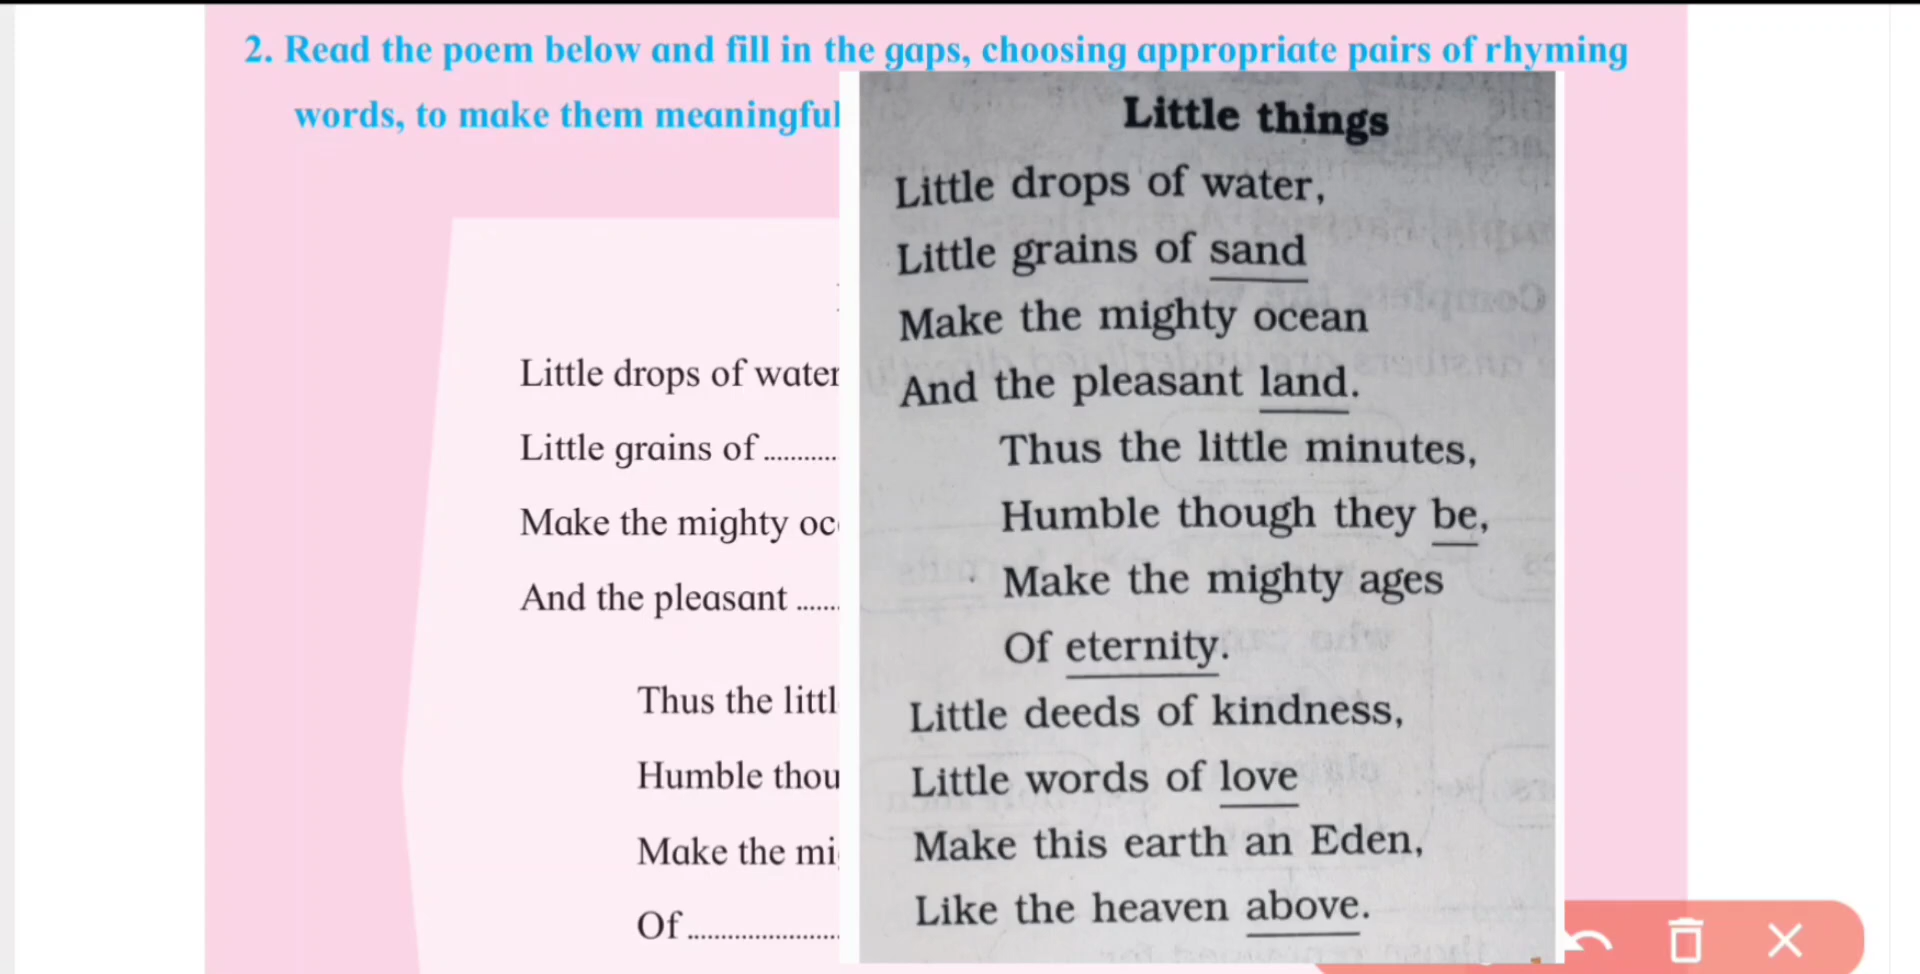 2. Read the poem below and fill in the gaps, choosing appropriate pairs of rhyming
words, to make them meaningful
Little drops of water
Little grains of ...........
Make the mighty oc
And the pleasant ......
Thus the littl
Humble thou
Make the mi
Of ......................
Little things
Little drops of water,
Little grains of sand
Make the mighty ocean
And the pleasant land.
Thus the little minutes,
Humble though they be,
Make the mighty ages
Of eternity.
Little deeds of kindness,
Little words of love
Make this earth an Eden,
Like the heaven above.